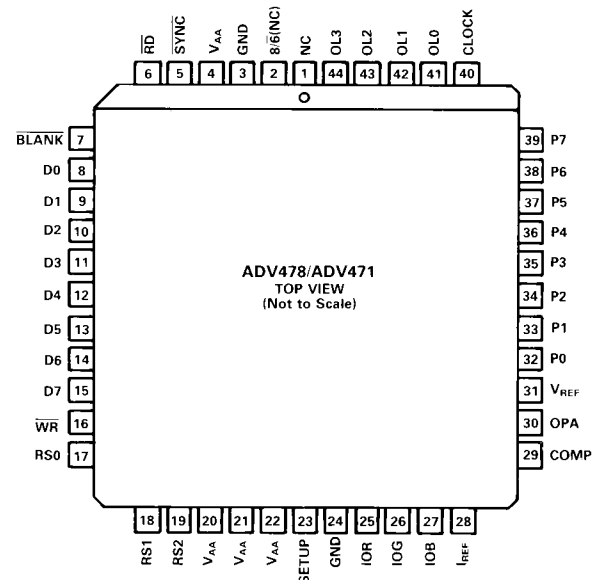 R̅D̅
S̅Y̅N̅C̅
VAA
GND
8/6̅(NC)
NC
OL3
OL2
OL1
OL0
CLOCK
6
5
4
3
2
1
44
43
42
41
40
B̅L̅A̅N̅K̅ 7
D0 8
D1 9
D2 10
D3 11
D4 12
D5 13
D6 14
D7 15
W̅R̅ 16
RS0 17
ADV478/ADV471
TOP VIEW
(Not to Scale)
39 P7
38 P6
37 P5
36 P4
35 P3
34 P2
33 P1
32 P0
31 VREF
30 OPA
29 COMP
18
19
20
21
22
23
24
25
26
27
28
RS1
RS2
VAA
VAA
VAA
SETUP
GND
IOR
IOG
IOB
IREF